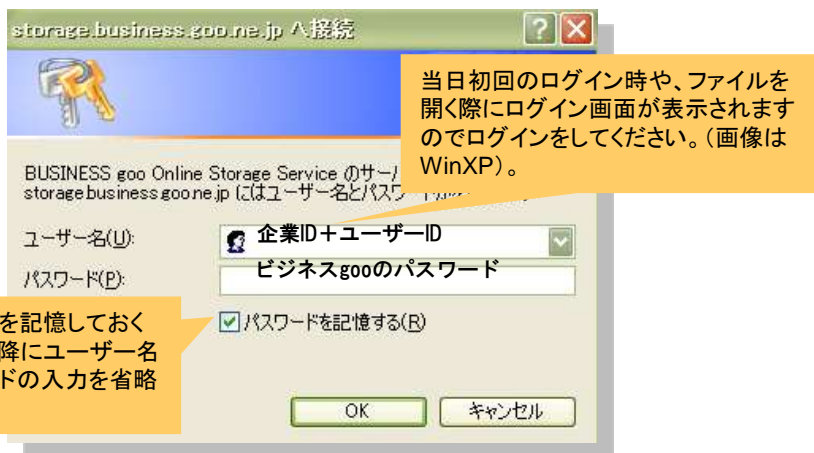 storage.business.goo.ne.jp へ接続
当日初回のログイン時や、ファイルを
開く際にログイン画面が表示されます
のでログインをしてください。（画像は
WinXP）。
BUSINESS goo Online Storage Service のサー
storage.business.goo.ne.jp にはユーザー名とパスワ
ユーザー名(U):
企業ID＋ユーザーID
パスワード(P):
ビジネスgooのパスワード
を記憶しておく
降にユーザー名
ドの入力を省略
パスワードを記憶する(R)
OK
キャンセル